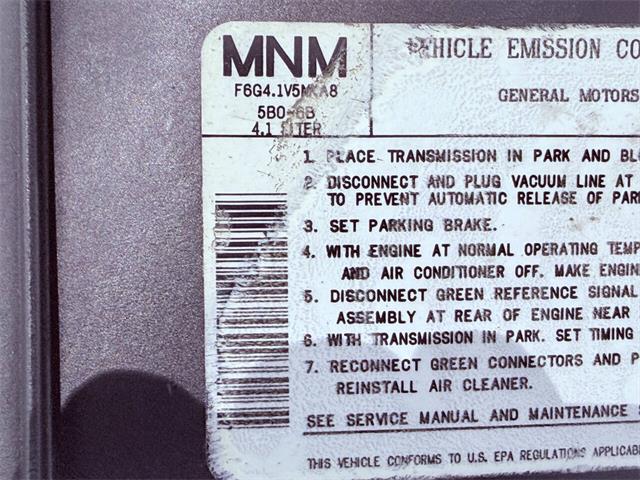 MNM
F6G4.1V5NKA8
5B0-6B
4.1 LITER
VEHICLE EMISSION CO
GENERAL MOTORS
1. PLACE TRANSMISSION IN PARK AND BLO
2. DISCONNECT AND PLUG VACUUM LINE AT
TO PREVENT AUTOMATIC RELEASE OF PAR
3. SET PARKING BRAKE.
4. WITH ENGINE AT NORMAL OPERATING TEMP
AND AIR CONDITIONER OFF. MAKE ENGIN
5. DISCONNECT GREEN REFERENCE SIGNAL
ASSEMBLY AT REAR OF ENGINE NEAR
6. WITH TRANSMISSION IN PARK. SET TIMING
7. RECONNECT GREEN CONNECTORS AND P
REINSTALL AIR CLEANER.
SEE SERVICE MANUAL AND MAINTENANCE
THIS VEHICLE CONFORMS TO U.S. EPA REGULATIONS APPLICABL